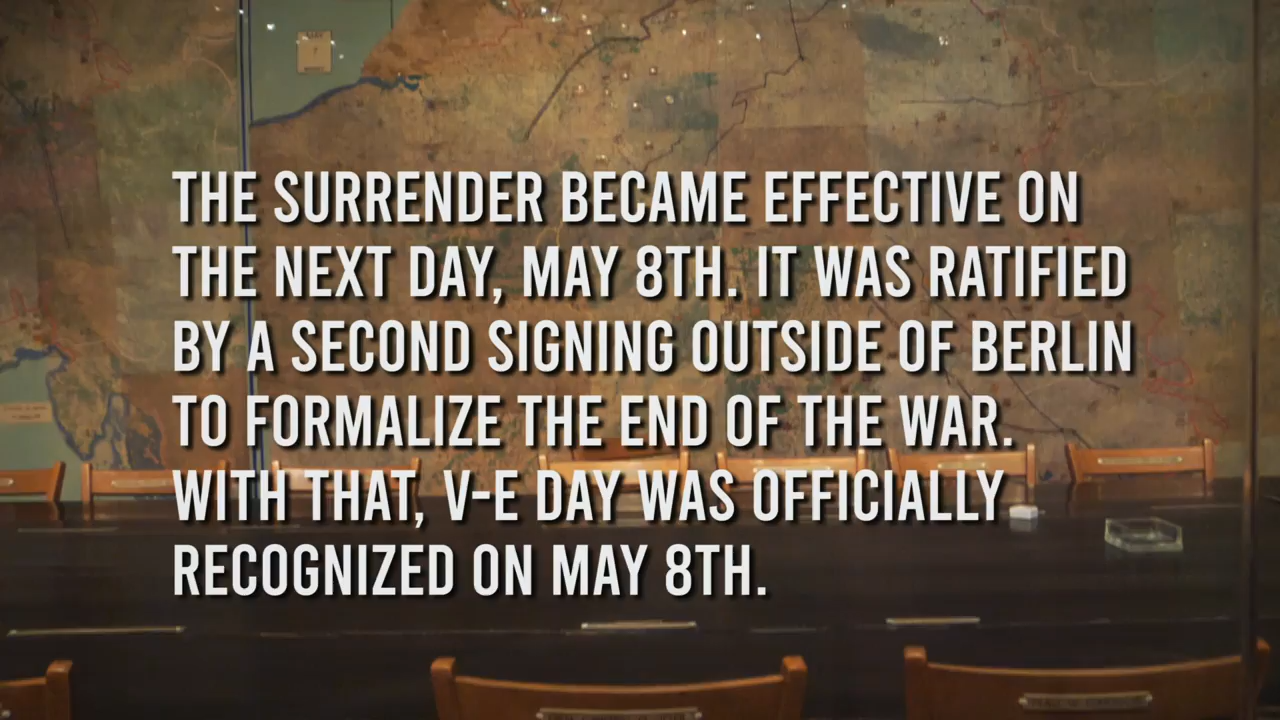 THE SURRENDER BECAME EFFECTIVE ON
THE NEXT DAY, MAY 8TH. IT WAS RATIFIED
BY A SECOND SIGNING OUTSIDE OF BERLIN
TO FORMALIZE THE END OF THE WAR.
WITH THAT, V-E DAY WAS OFFICIALLY
RECOGNIZED ON MAY 8TH.